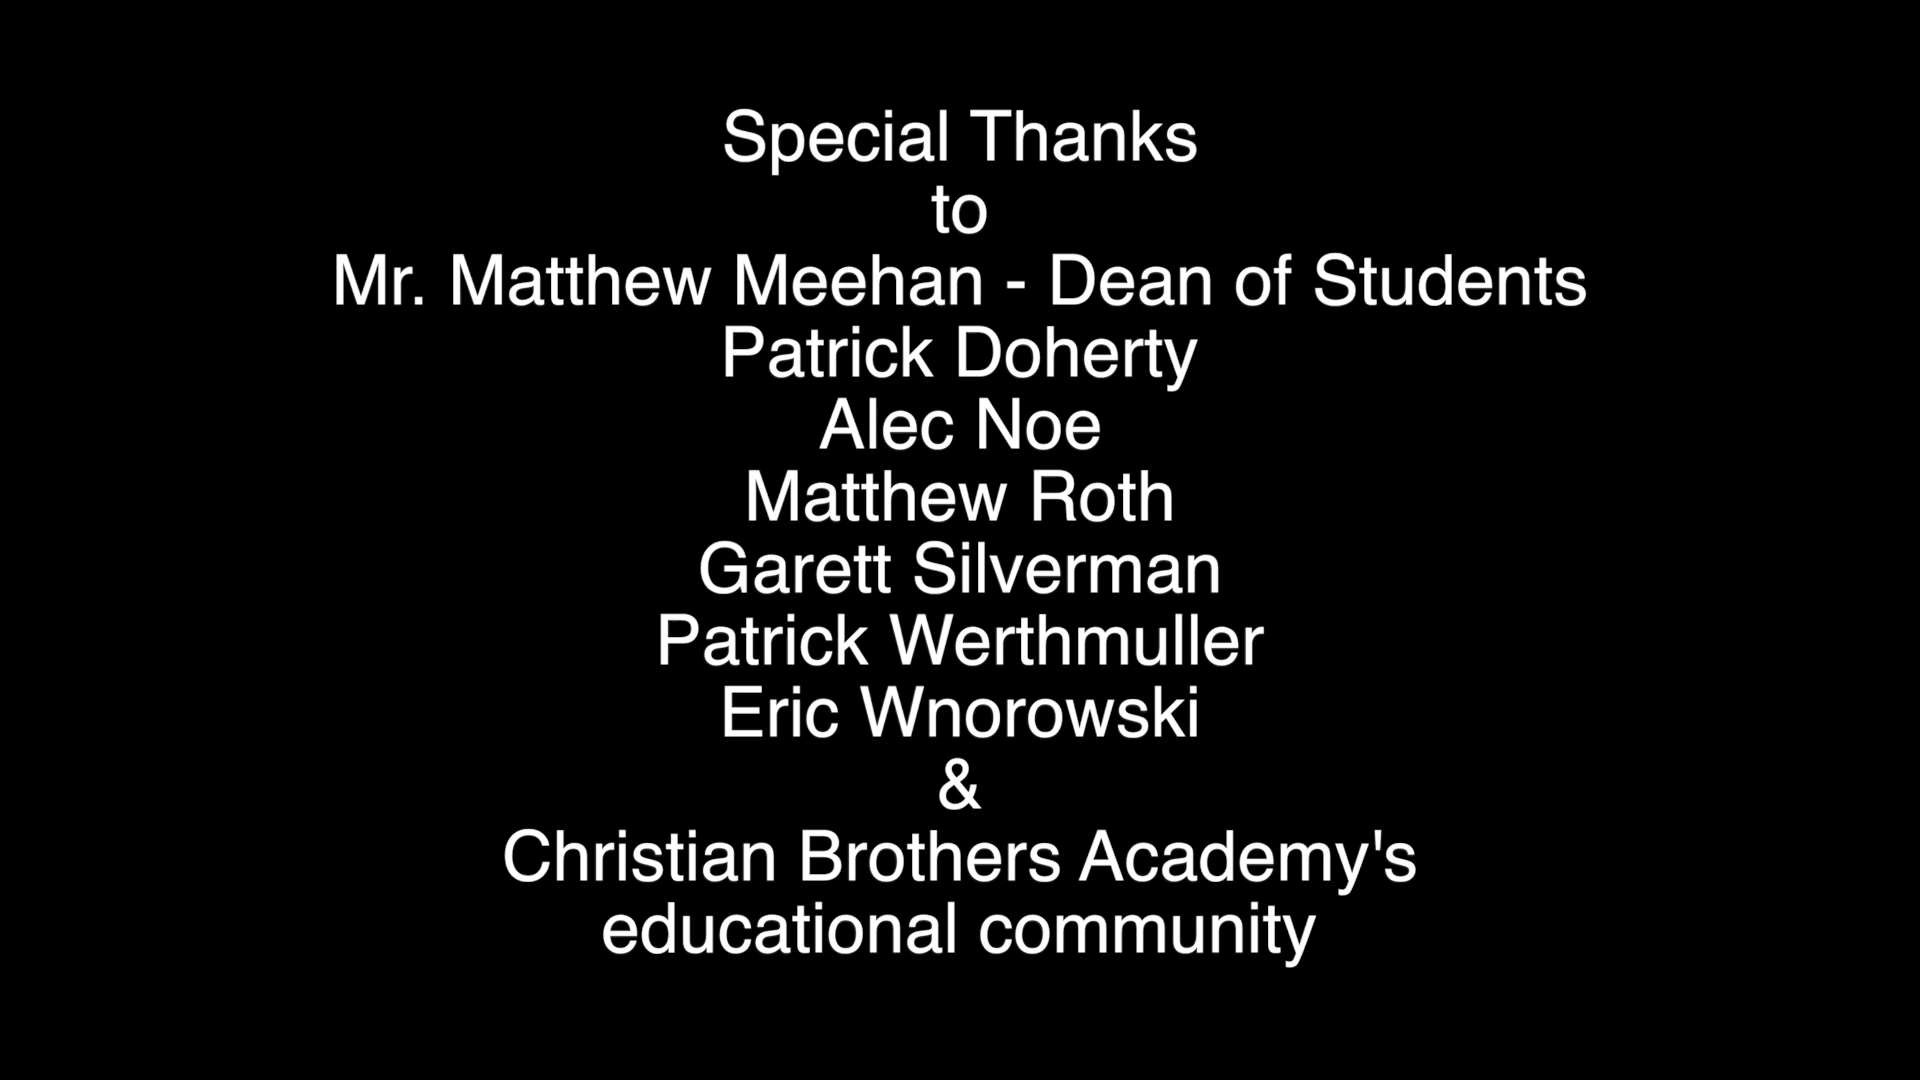 Special Thanks
to
Mr. Matthew Meehan - Dean of Students
Patrick Doherty
Alec Noe
Matthew Roth
Garett Silverman
Patrick Werthmuller
Eric Wnorowski
&
Christian Brothers Academy's
educational community